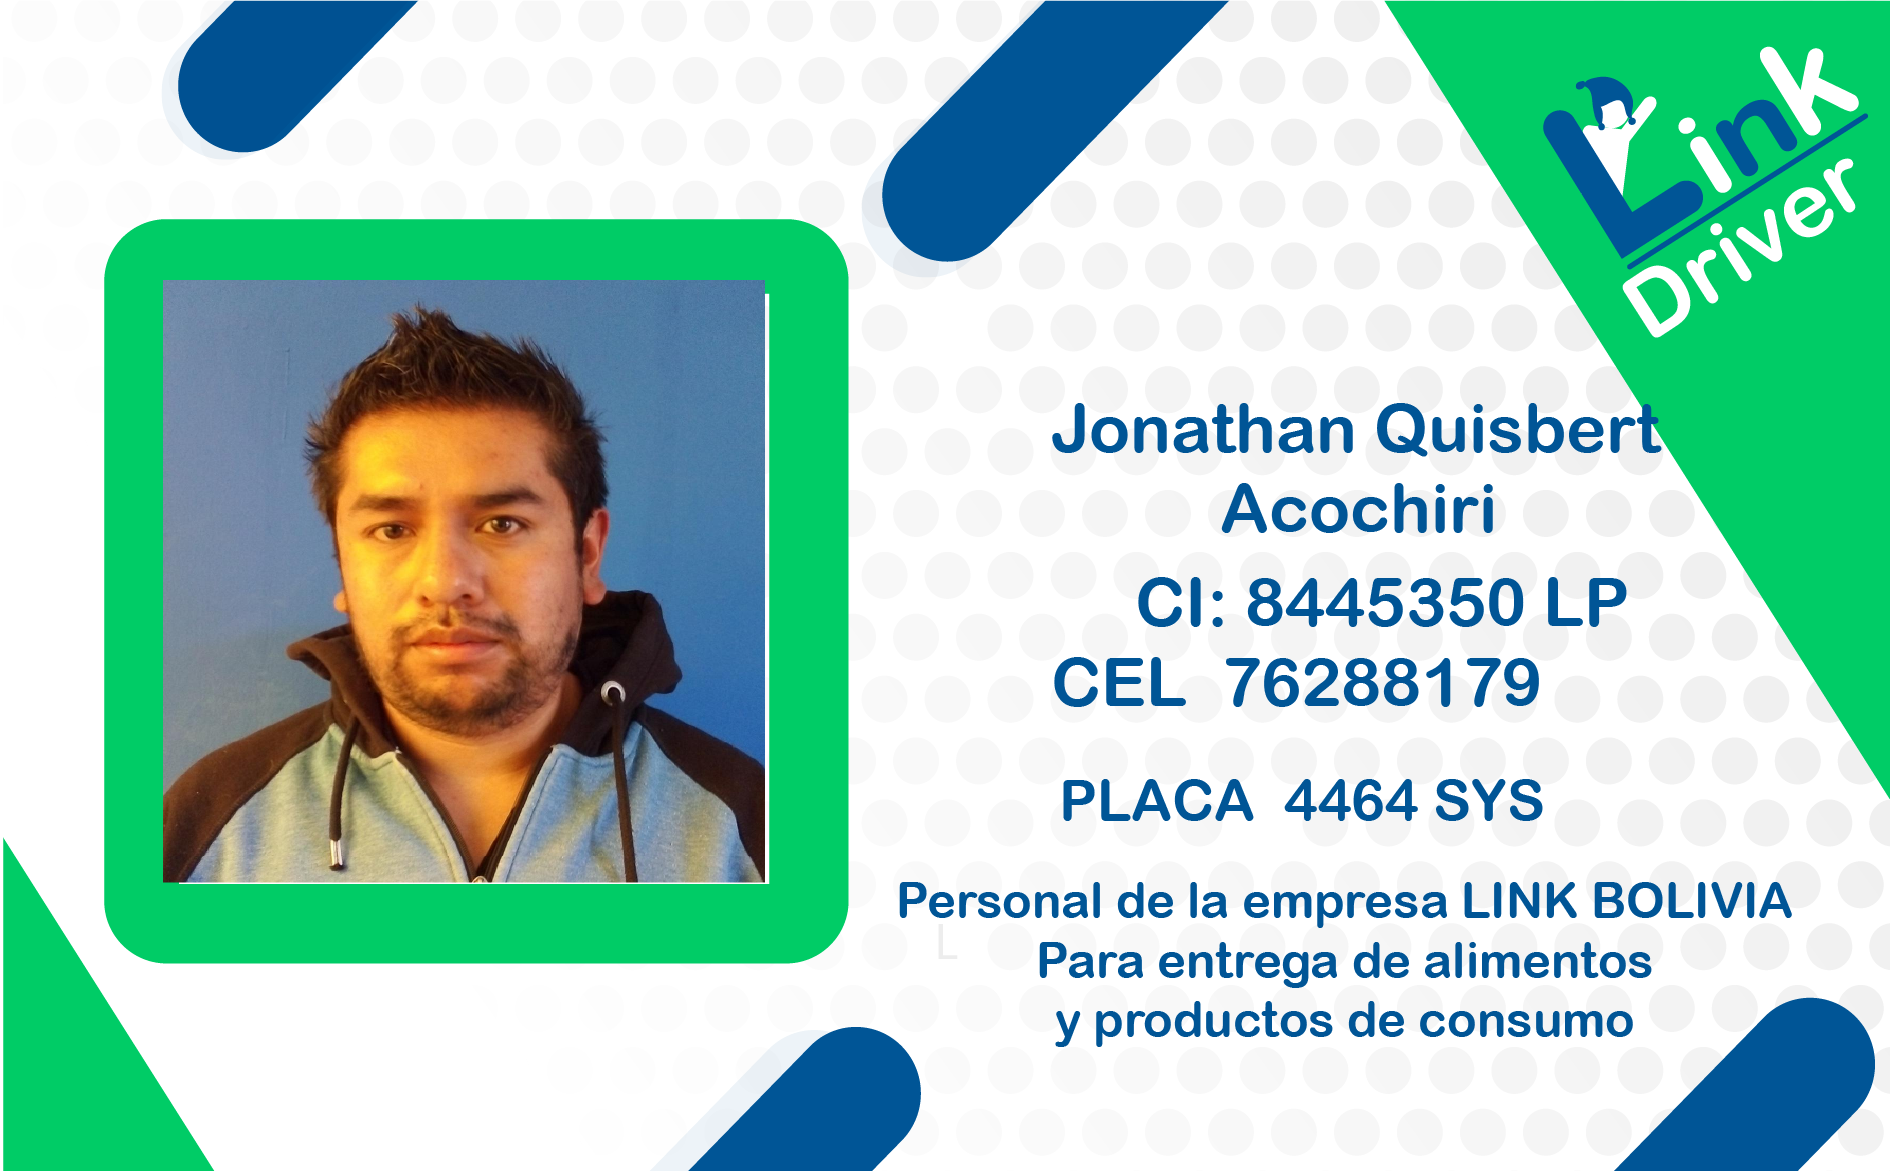 Link
Driver
Jonathan Quisbert
Acochiri
CI: 8445350 LP
CEL 76288179
PLACA 4464 SYS
Personal de la empresa LINK BOLIVIA
L
Para entrega de alimentos
y productos de consumo